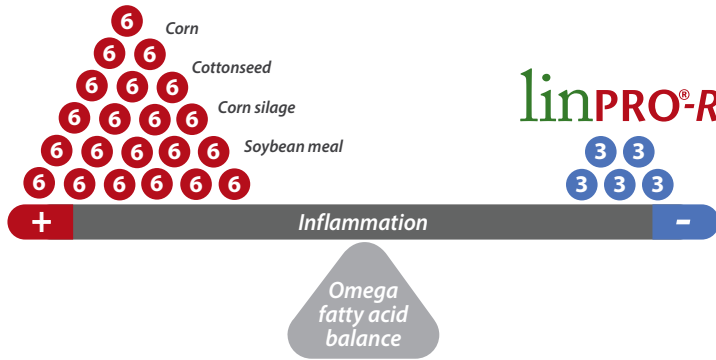 6
Corn
6 6
Cottonseed
6 6 6
Corn silage
6 6 6 6
Soybean meal
6 6 6 6 6
6 6 6 6 6 6
linPRO®-R
3 3
3 3 3
+ Inflammation -
Omega
fatty acid
balance